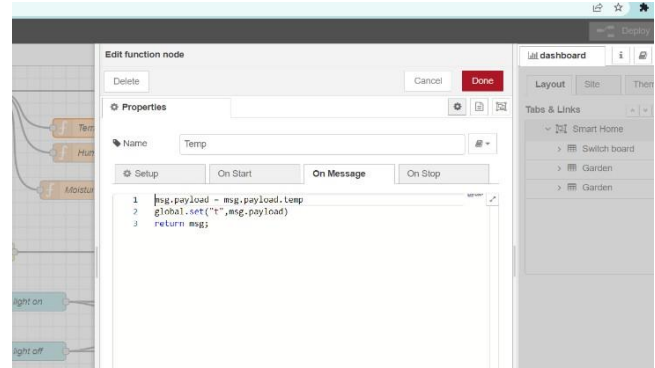 Deploy
Edit function node
dashboard
i
Delete
Cancel
Done
Layout
Site
Them
Properties
Tabs & Links
Smart Home
Name
Temp
Switch board
Garden
Garden
Setup
On Start
On Message
On Stop
1 msg.payload = msg.payload.temp
2 global.set("t",msg.payload)
3 return msg;
f Tem
f Hun
f Moistur
light on
light off